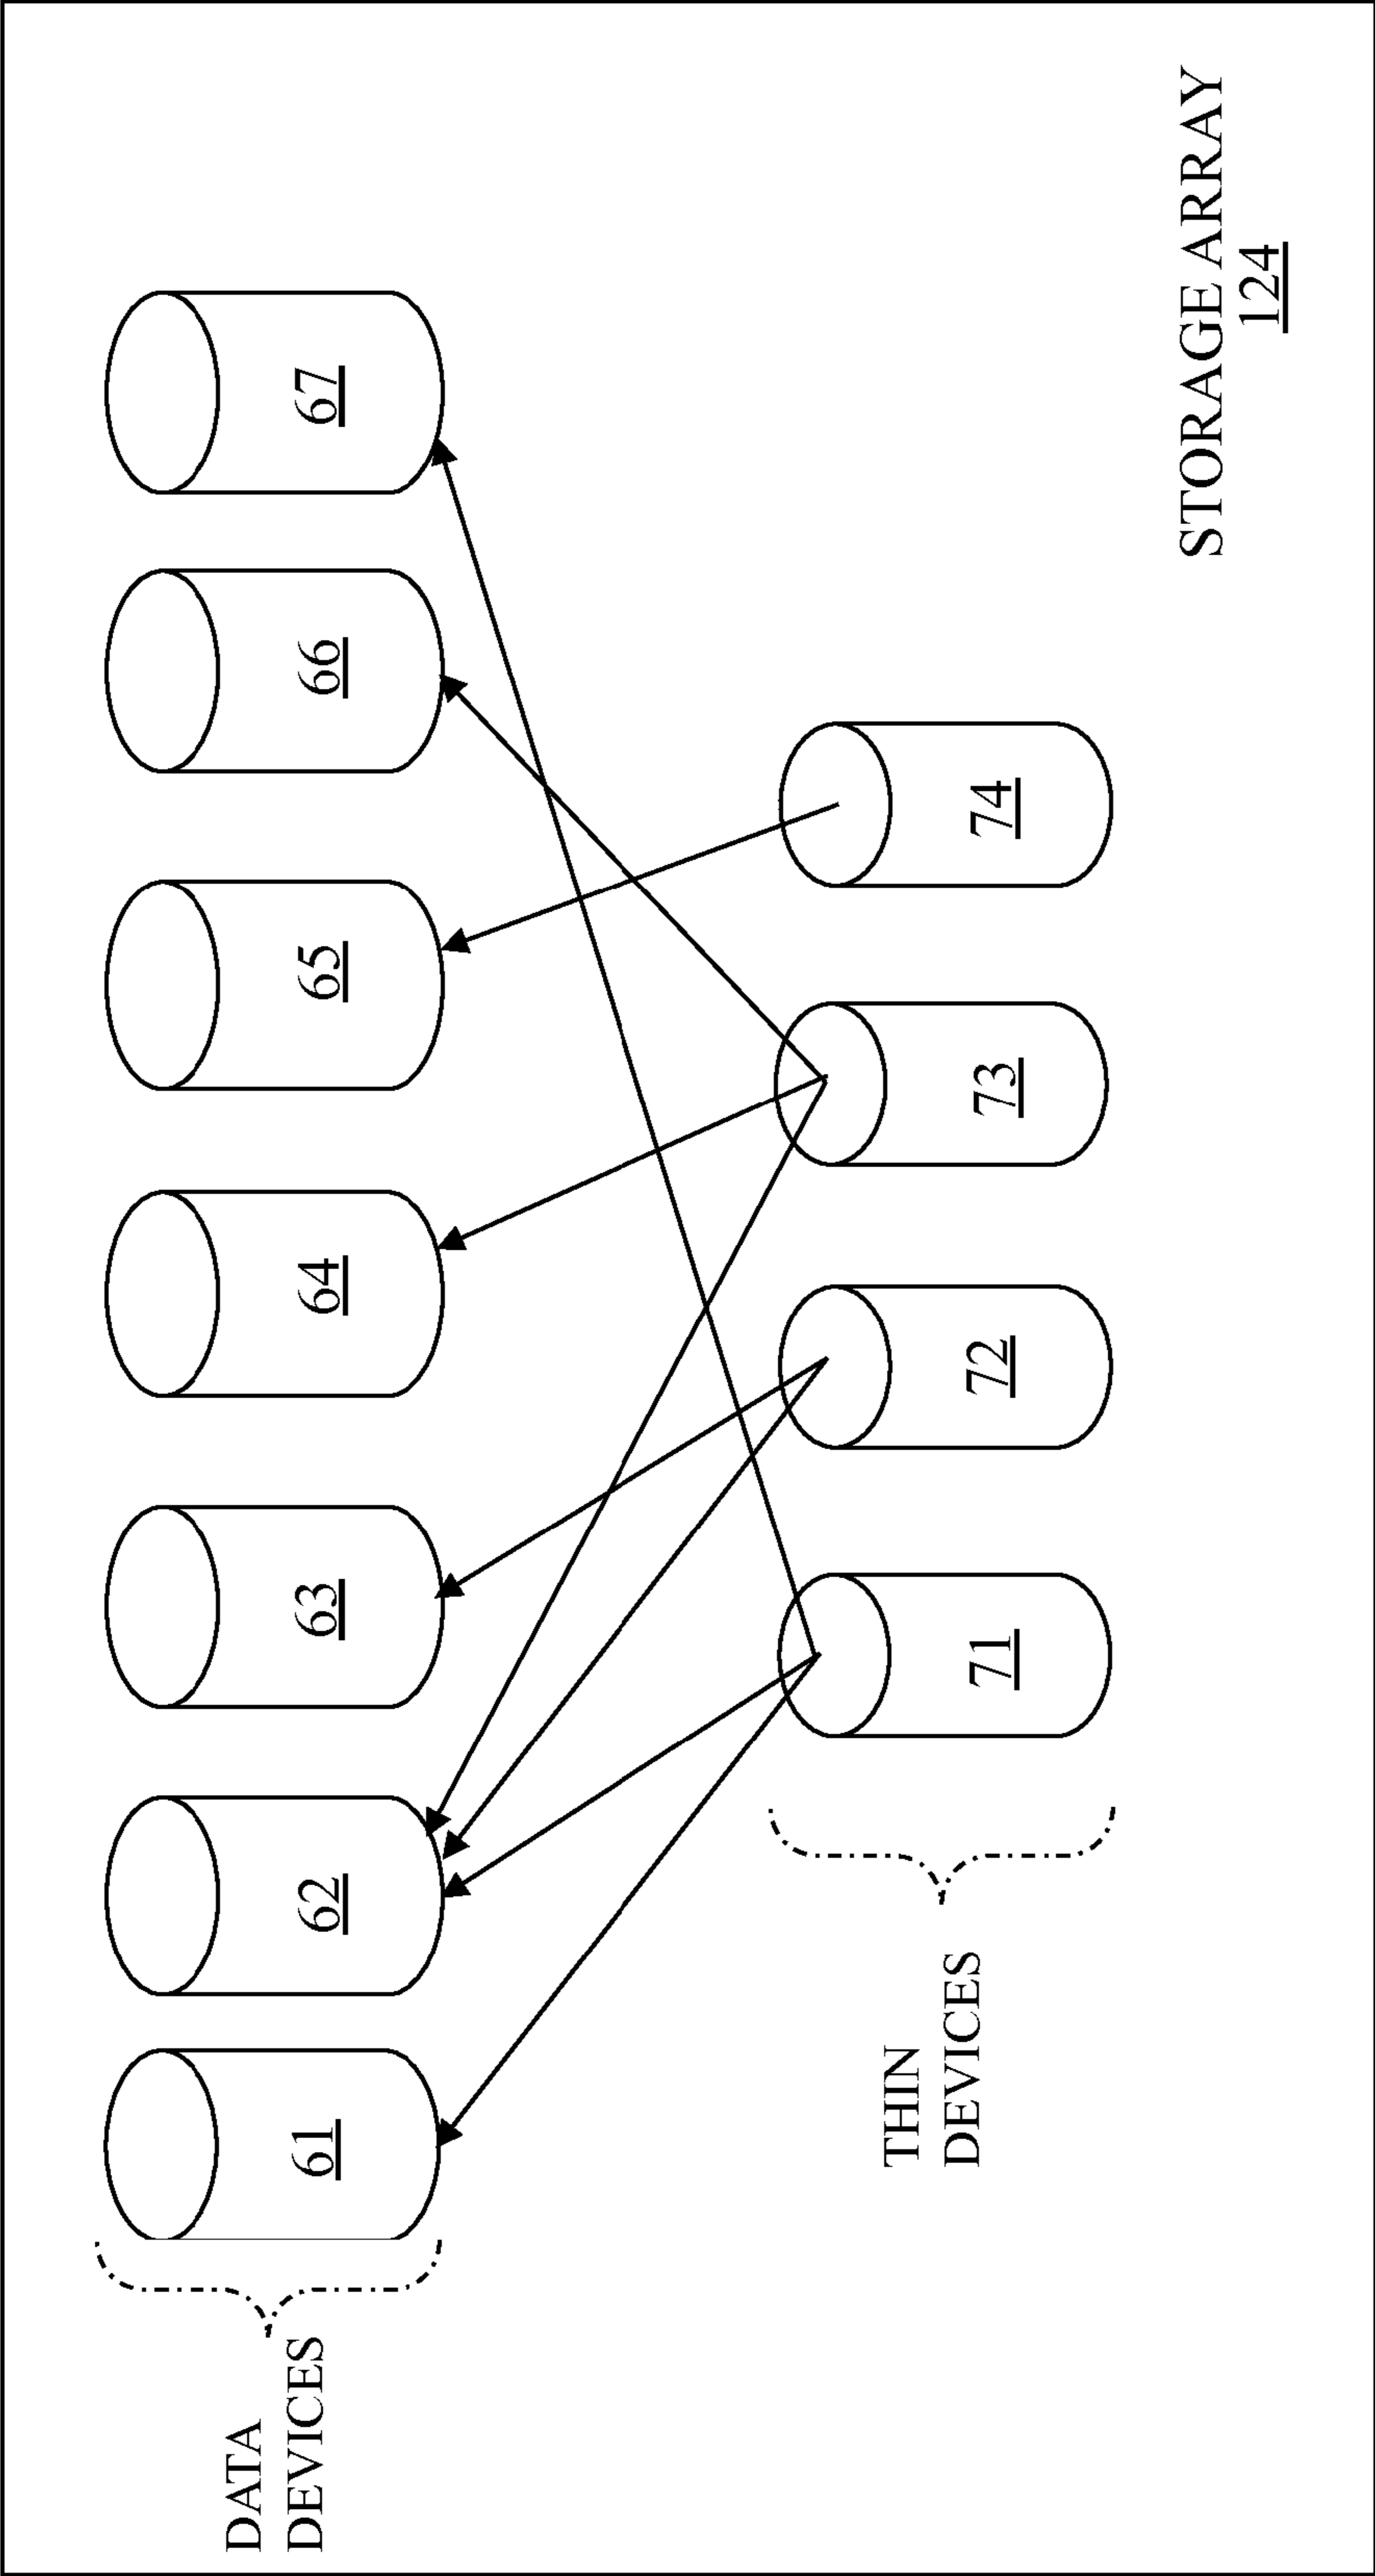 DATA
DEVICES
61
62
63
64
65
66
67
THIN
DEVICES
71
72
73
74
STORAGE ARRAY
124